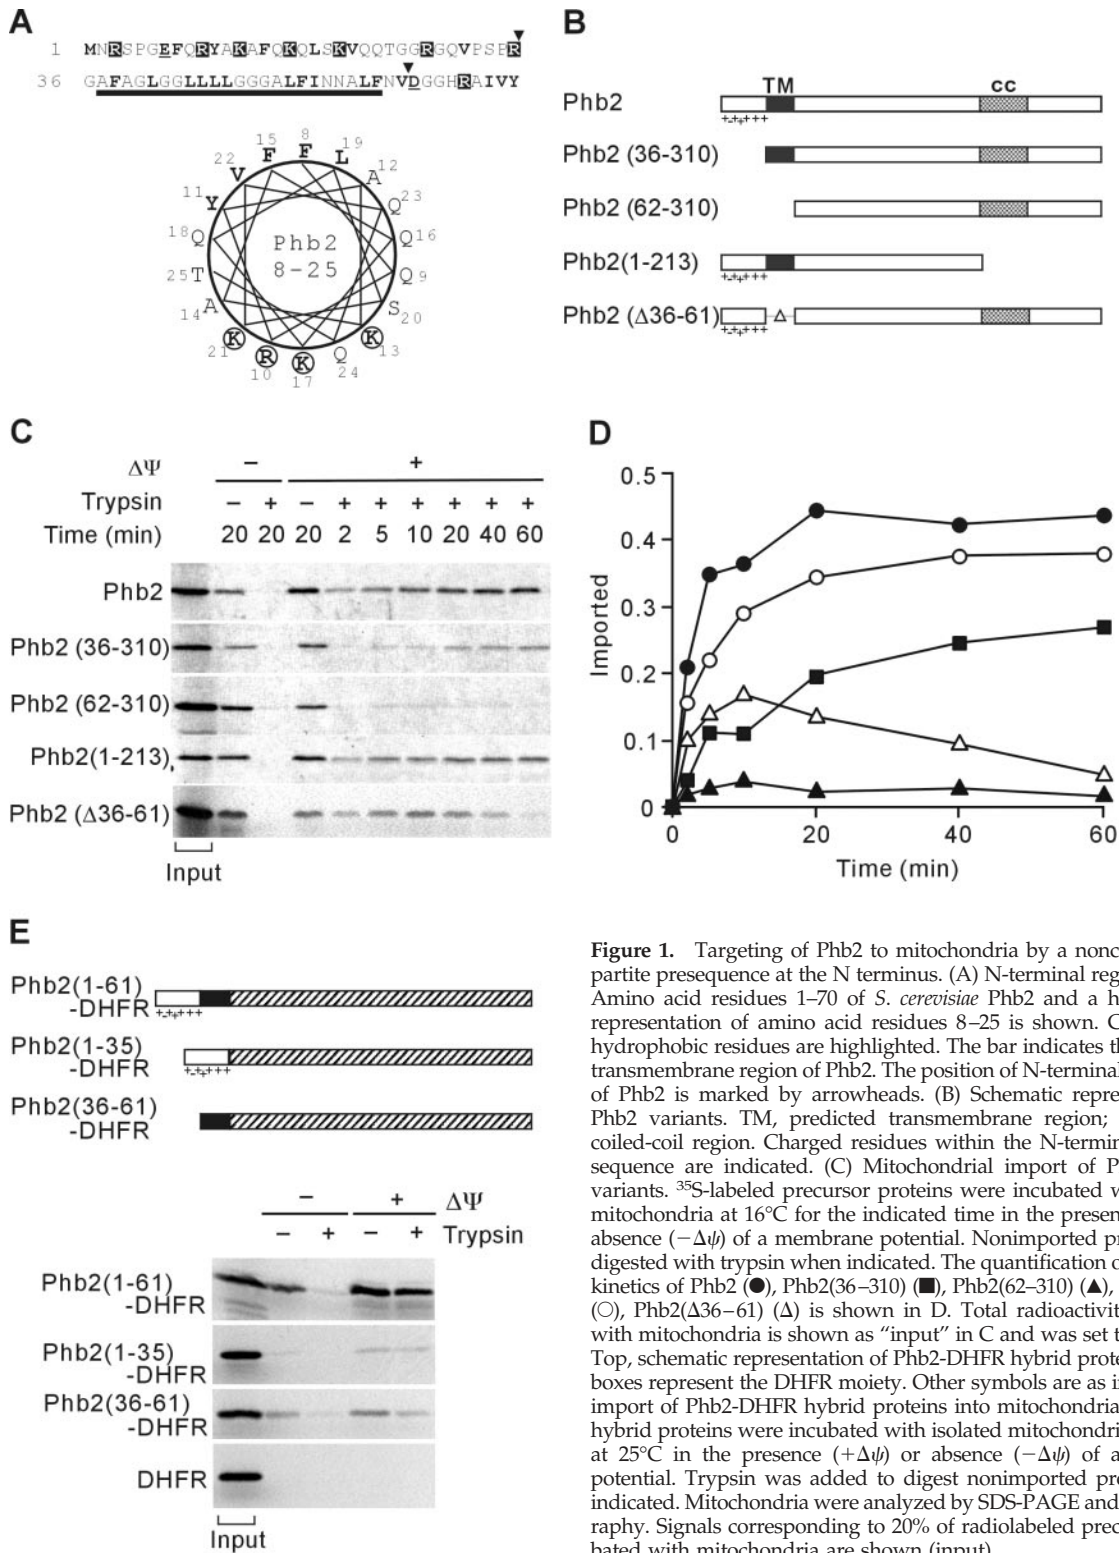 A
1 MNRSPGEFQRYAKAFQKQLSKVQQTGGRGQVPSPR
36 GAFAGLGGLLLLGGGALFINNALFNVDGGHRAIVY
8
15 F F 19
22 F L 12
V A
11 Y Q 23
18 Q Q 16
Phb2
8-25
25 T Q 9
14 A S 20
21 K K 13
R K Q
10 17 24
B
TM cc
Phb2
Phb2 (36-310)
Phb2 (62-310)
Phb2(1-213)
Phb2 (Δ36-61)
C
ΔΨ − +
Trypsin − + − + + + + + +
Time (min) 20 20 20 2 5 10 20 40 60
Phb2
Phb2 (36-310)
Phb2 (62-310)
Phb2(1-213)
Phb2 (Δ36-61)
Input
D
0.5
0.4
0.3
0.2
0.1
0
Imported
0 20 40 60
Time (min)
E
Phb2(1-61)
-DHFR
Phb2(1-35)
-DHFR
Phb2(36-61)
-DHFR
− + ΔΨ
− + − + Trypsin
Phb2(1-61)
-DHFR
Phb2(1-35)
-DHFR
Phb2(36-61)
-DHFR
DHFR
Input
Figure 1. Targeting of Phb2 to mitochondria by a nonc
partite presequence at the N terminus. (A) N-terminal reg
Amino acid residues 1–70 of S. cerevisiae Phb2 and a h
representation of amino acid residues 8–25 is shown. C
hydrophobic residues are highlighted. The bar indicates th
transmembrane region of Phb2. The position of N-terminal
of Phb2 is marked by arrowheads. (B) Schematic repre
Phb2 variants. TM, predicted transmembrane region;
coiled-coil region. Charged residues within the N-termin
sequence are indicated. (C) Mitochondrial import of P
variants. ³⁵S-labeled precursor proteins were incubated w
mitochondria at 16°C for the indicated time in the presen
absence (−Δψ) of a membrane potential. Nonimported pr
digested with trypsin when indicated. The quantification o
kinetics of Phb2 (●), Phb2(36–310) (■), Phb2(62–310) (▲),
(○), Phb2(Δ36–61) (Δ) is shown in D. Total radioactivit
with mitochondria is shown as “input” in C and was set t
Top, schematic representation of Phb2-DHFR hybrid prote
boxes represent the DHFR moiety. Other symbols are as i
import of Phb2-DHFR hybrid proteins into mitochondria
hybrid proteins were incubated with isolated mitochondri
at 25°C in the presence (+Δψ) or absence (−Δψ) of a
potential. Trypsin was added to digest nonimported pre
indicated. Mitochondria were analyzed by SDS-PAGE and
raphy. Signals corresponding to 20% of radiolabeled prec
bated with mitochondria are shown (input)